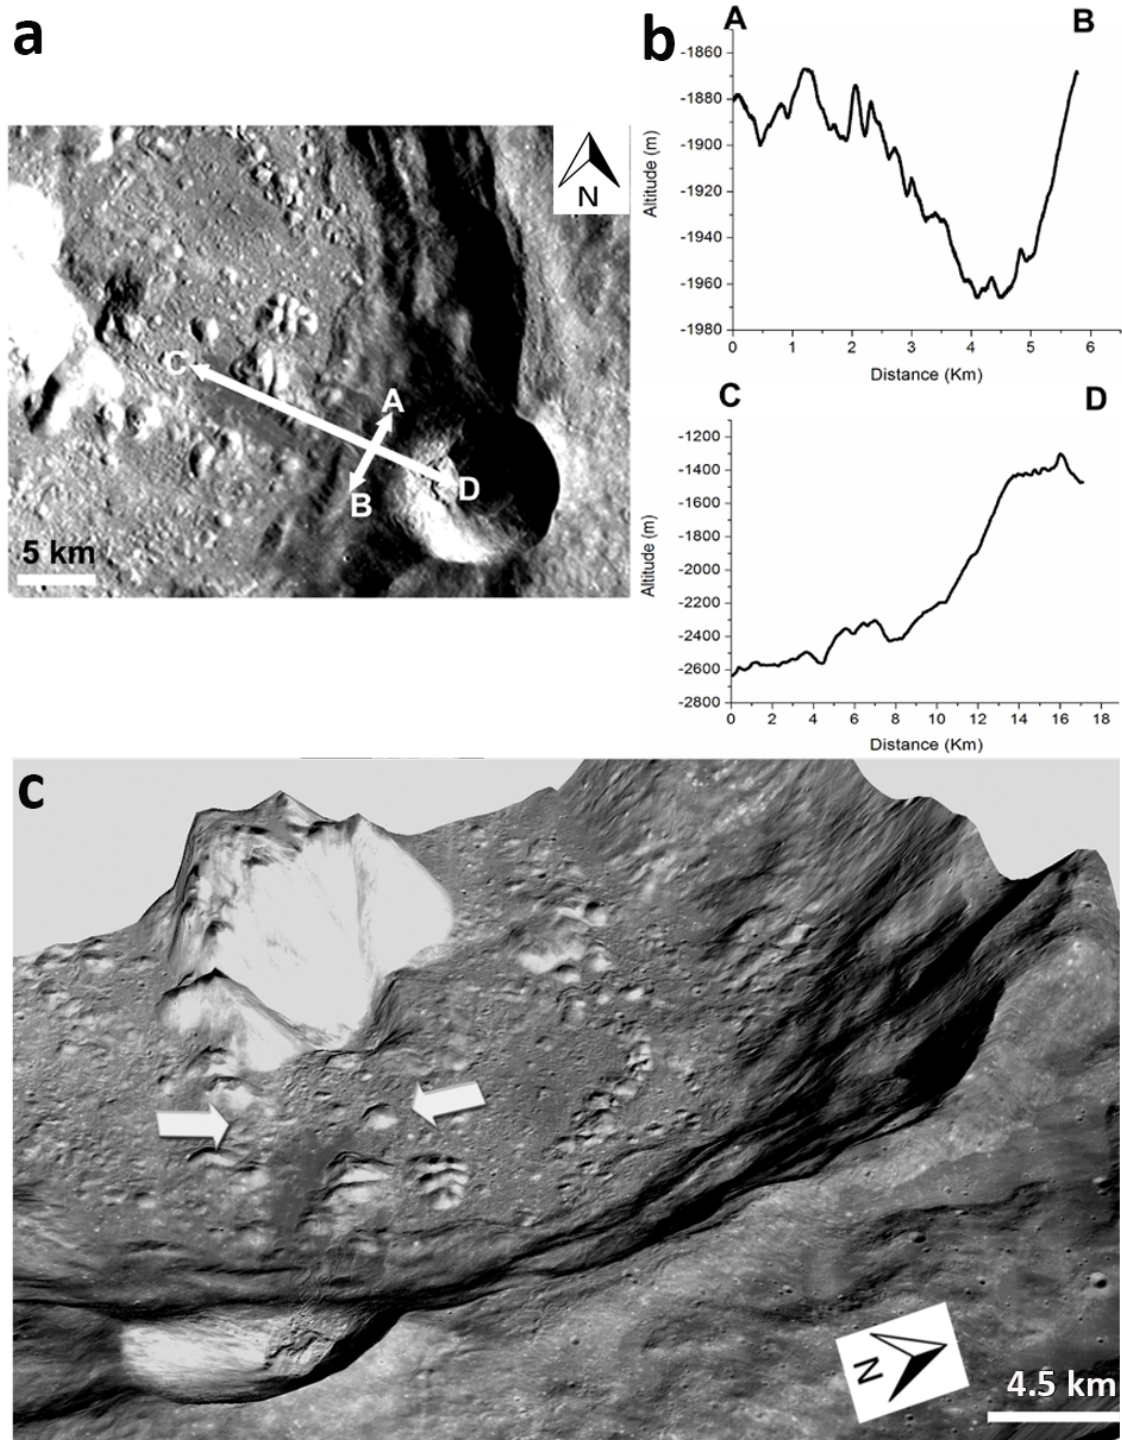 a
N
C
A
B
D
5 km
b
A
B
-1860
-1880
-1900
-1920
-1940
-1960
-1980
Altitude (m)
0 1 2 3 4 5 6
Distance (Km)
C
D
-1200
-1400
-1600
-1800
-2000
-2200
-2400
-2600
-2800
Altitude (m)
0 2 4 6 8 10 12 14 16 18
Distance (Km)
c
N
4.5 km